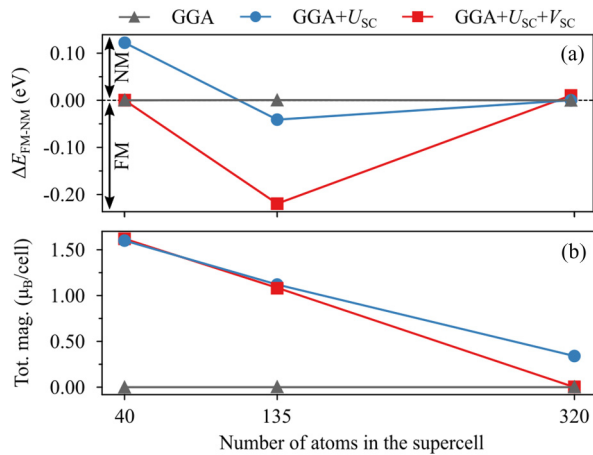 GGA GGA+U_SC GGA+U_SC+V_SC
(a)
ΔE_FM-NM (eV)
0.10
0.00
-0.10
-0.20
NM
FM
(b)
Tot. mag. (μ_B/cell)
1.50
1.00
0.50
0.00
40 135 320
Number of atoms in the supercell